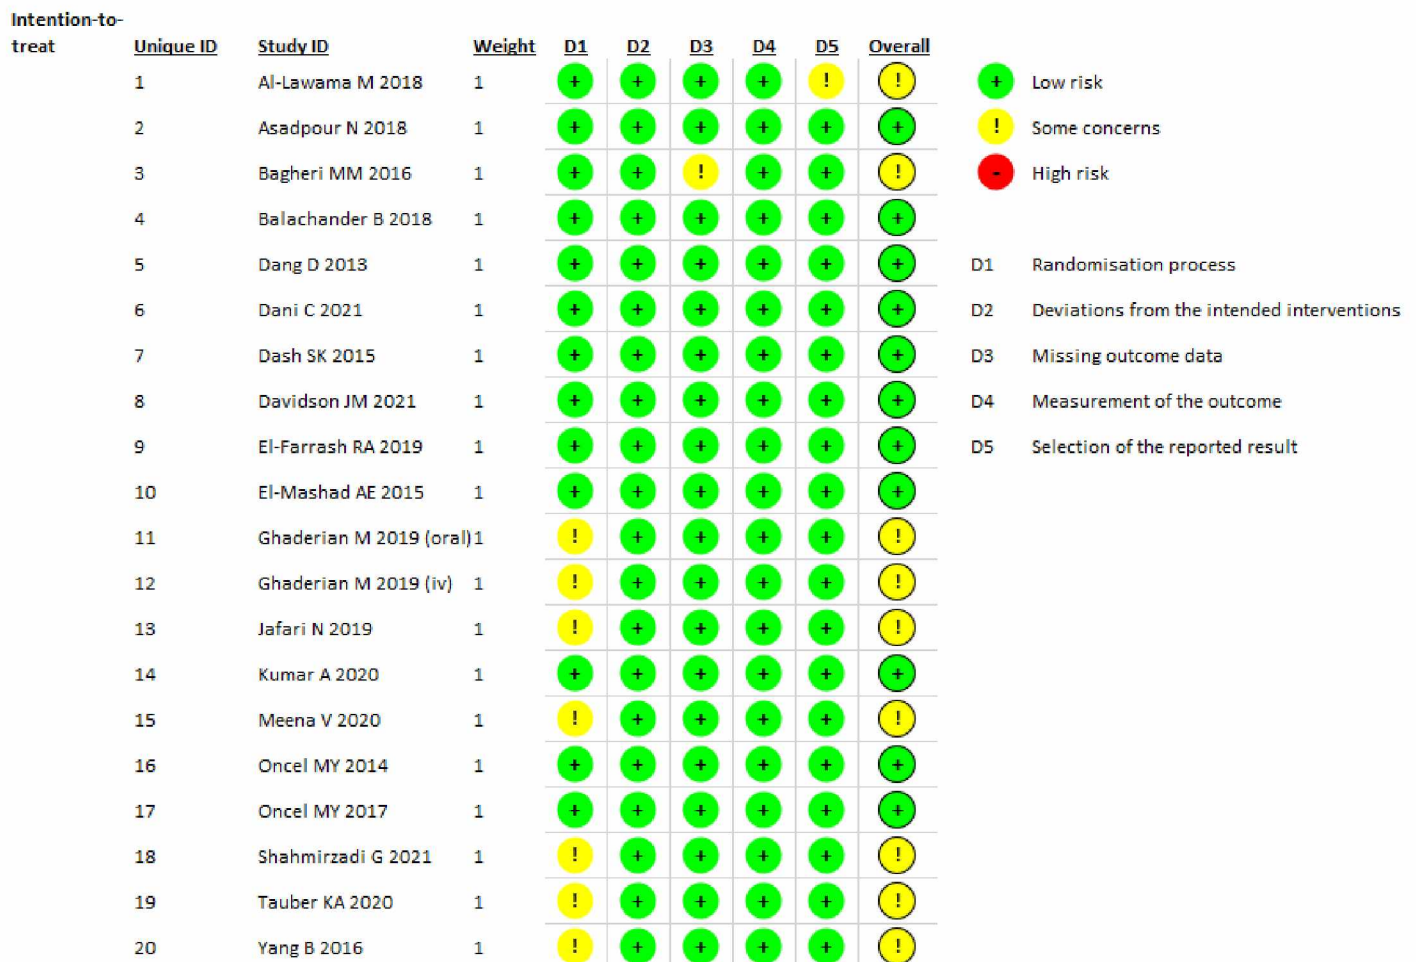 Intention-to-
treat Unique ID Study ID Weight D1 D2 D3 D4 D5 Overall
1 Al-Lawama M 2018 1 + + + + ! ! + Low risk
2 Asadpour N 2018 1 + + + + + + ! Some concerns
3 Bagheri MM 2016 1 + + ! + + ! - High risk
4 Balachander B 2018 1 + + + + + +
5 Dang D 2013 1 + + + + + + D1 Randomisation process
6 Dani C 2021 1 + + + + + + D2 Deviations from the intended interventions
7 Dash SK 2015 1 + + + + + + D3 Missing outcome data
8 Davidson JM 2021 1 + + + + + + D4 Measurement of the outcome
9 El-Farrash RA 2019 1 + + + + + + D5 Selection of the reported result
10 El-Mashad AE 2015 1 + + + + + +
11 Ghaderian M 2019 (oral) 1 ! + + + + !
12 Ghaderian M 2019 (iv) 1 ! + + + + !
13 Jafari N 2019 1 ! + + + + !
14 Kumar A 2020 1 + + + + + +
15 Meena V 2020 1 ! + + + + !
16 Oncel MY 2014 1 + + + + + +
17 Oncel MY 2017 1 + + + + + +
18 Shahmirzadi G 2021 1 ! + + + + !
19 Tauber KA 2020 1 ! + + + + !
20 Yang B 2016 1 ! + + + + !